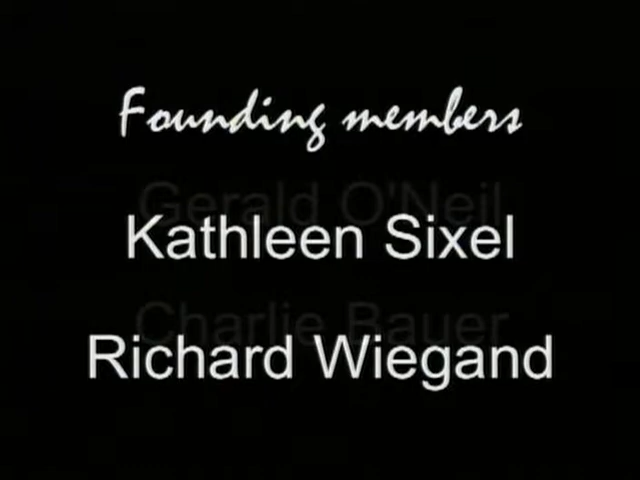 Founding members
Gerald O'Neil
Kathleen Sixel
Charlie Bauer
Richard Wiegand